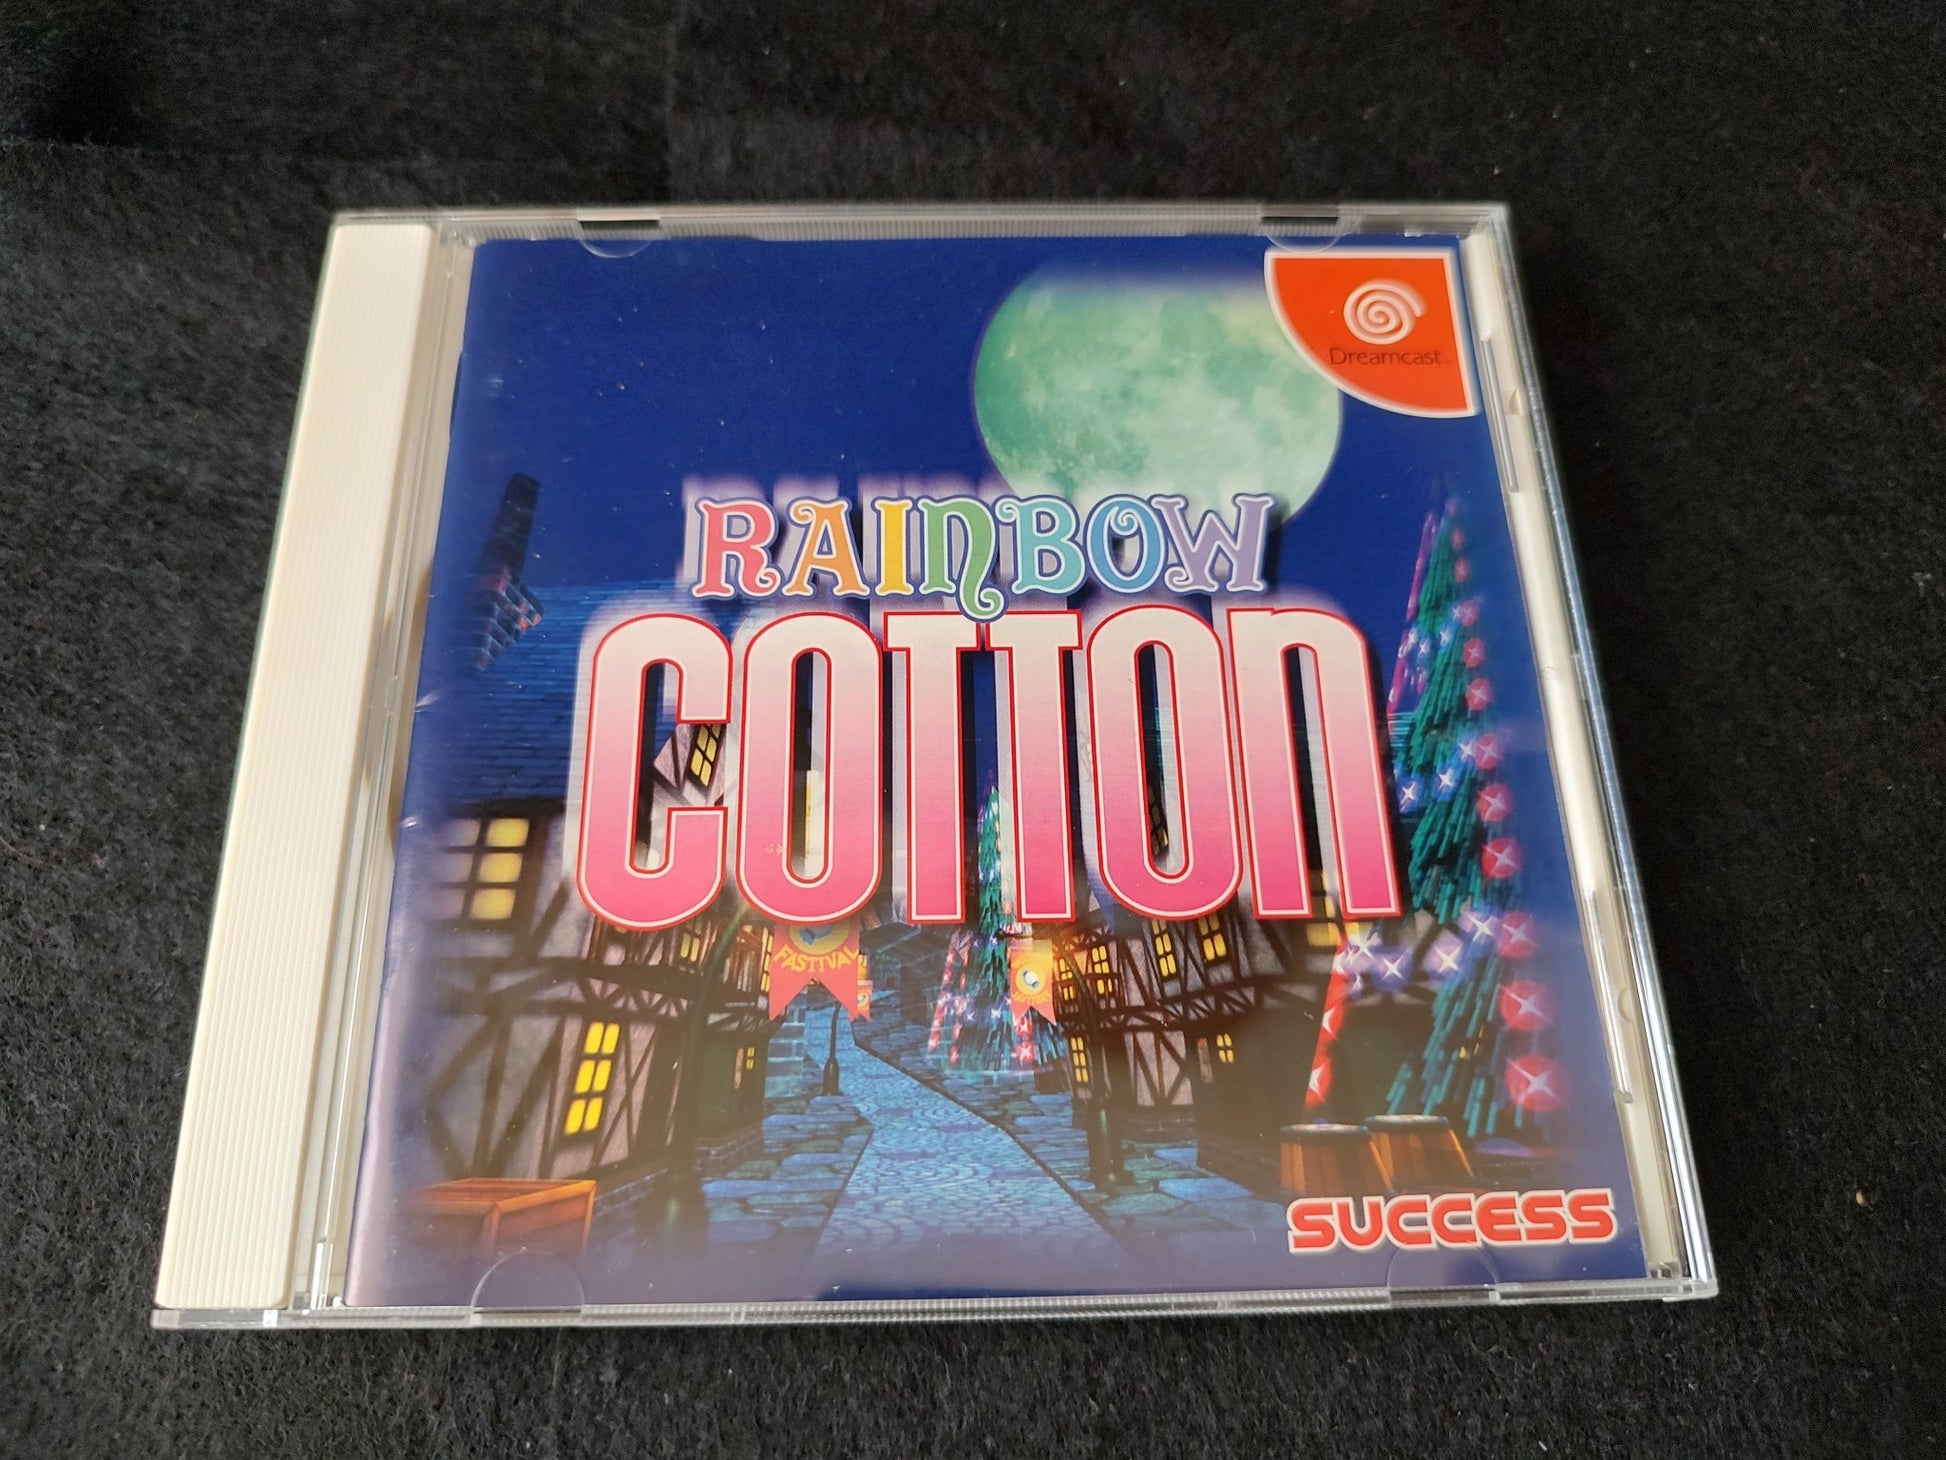 Dreamcast
RAINBOW
COTTON
FASTIVAL
SUCCESS